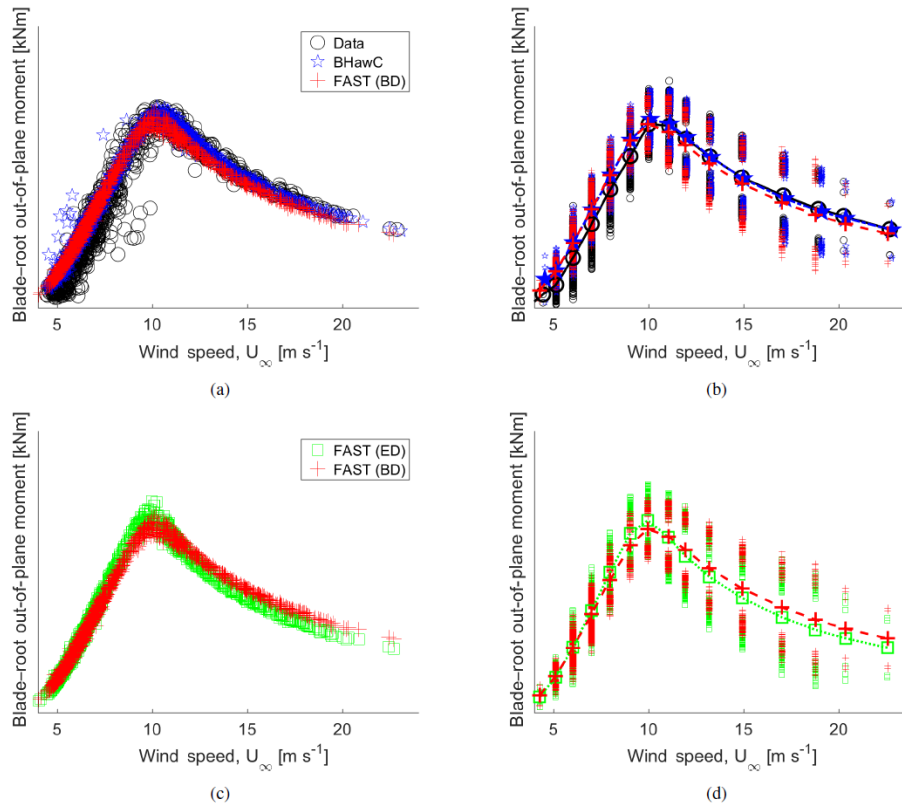 Blade–root out-of-plane moment [kNm]
Data
BHawC
FAST (BD)
5 10 15 20
Wind speed, U∞ [m s⁻¹]
(a)
Blade–root out-of-plane moment [kNm]
5 10 15 20
Wind speed, U∞ [m s⁻¹]
(b)
Blade–root out-of-plane moment [kNm]
FAST (ED)
FAST (BD)
5 10 15 20
Wind speed, U∞ [m s⁻¹]
(c)
Blade–root out-of-plane moment [kNm]
5 10 15 20
Wind speed, U∞ [m s⁻¹]
(d)